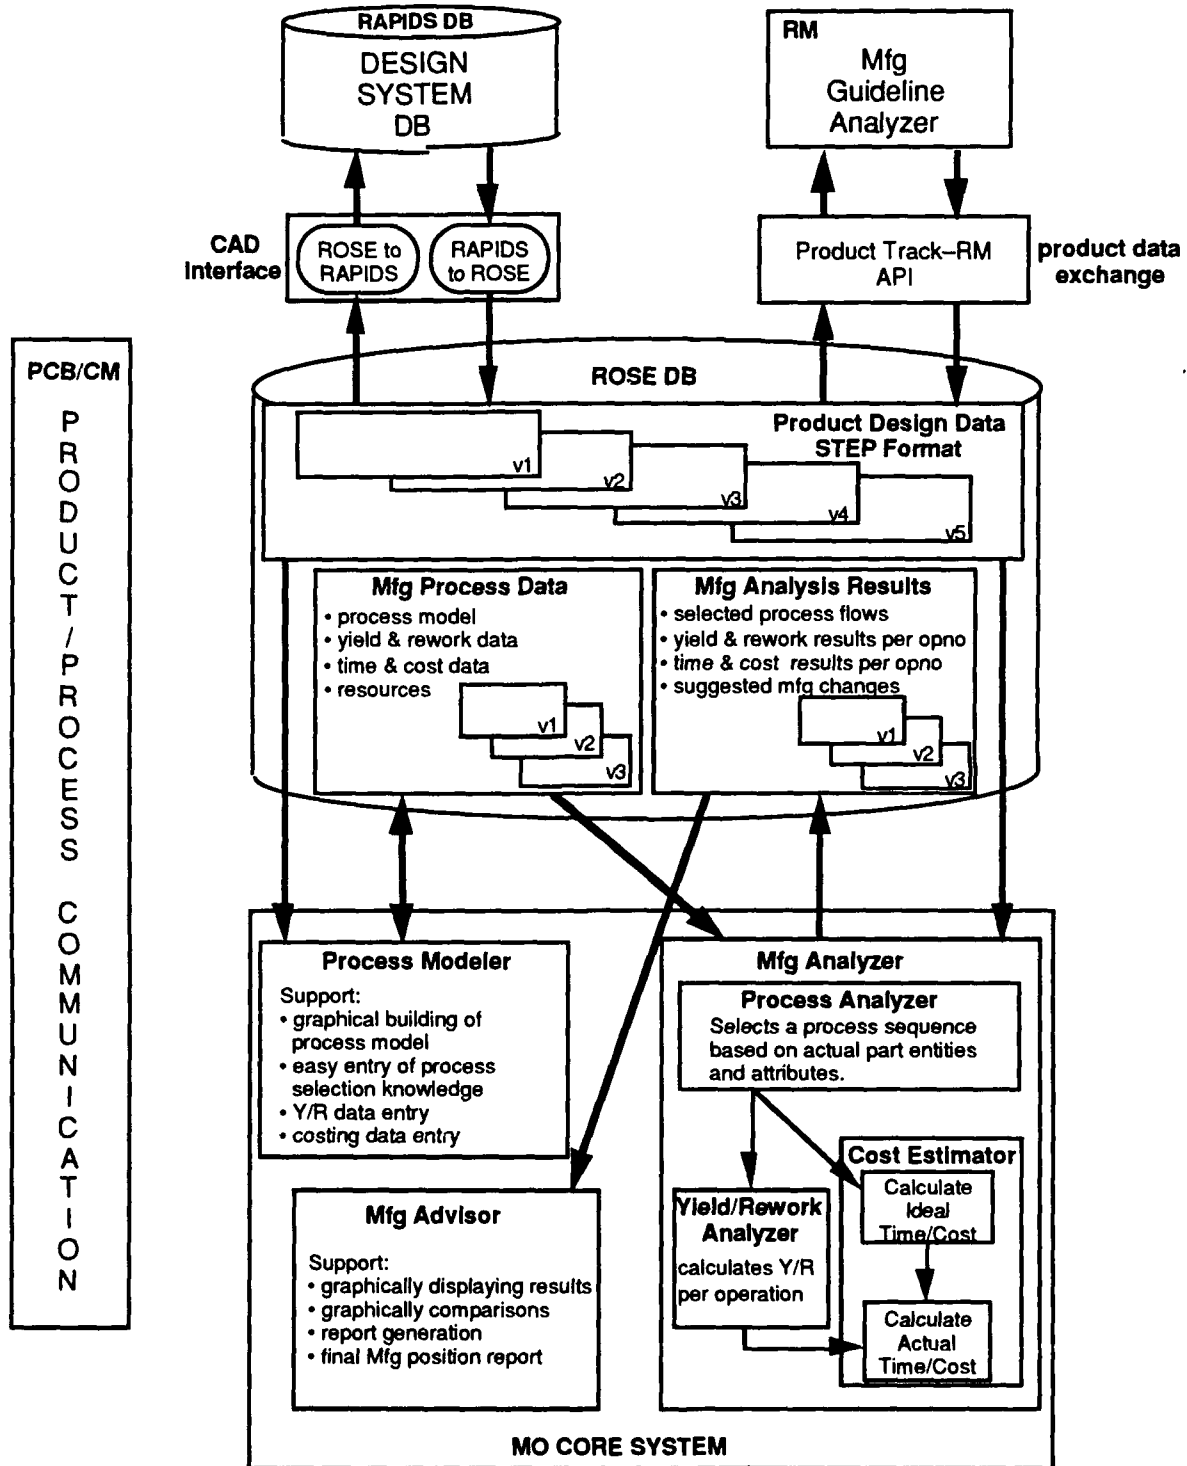 RAPIDS DB
DESIGN
SYSTEM
DB
RM
Mfg
Guideline
Analyzer
CAD
Interface
ROSE to
RAPIDS
RAPIDS
to ROSE
Product Track–RM
API
product data
exchange
PCB/CM
PRODUCT/PROCESS COMMUNICATION
ROSE DB
Product Design Data
STEP Format
v1
v2
v3
v4
v5
Mfg Process Data
• process model
• yield & rework data
• time & cost data
• resources
v1
v2
v3
Mfg Analysis Results
• selected process flows
• yield & rework results per opno
• time & cost results per opno
• suggested mfg changes
v1
v2
v3
Process Modeler
Support:
• graphical building of
process model
• easy entry of process
selection knowledge
• Y/R data entry
• costing data entry
Mfg Advisor
Support:
• graphically displaying results
• graphically comparisons
• report generation
• final Mfg position report
Mfg Analyzer
Process Analyzer
Selects a process sequence
based on actual part entities
and attributes.
Yield/Rework
Analyzer
calculates Y/R
per operation
Cost Estimator
Calculate
Ideal
Time/Cost
Calculate
Actual
Time/Cost
MO CORE SYSTEM